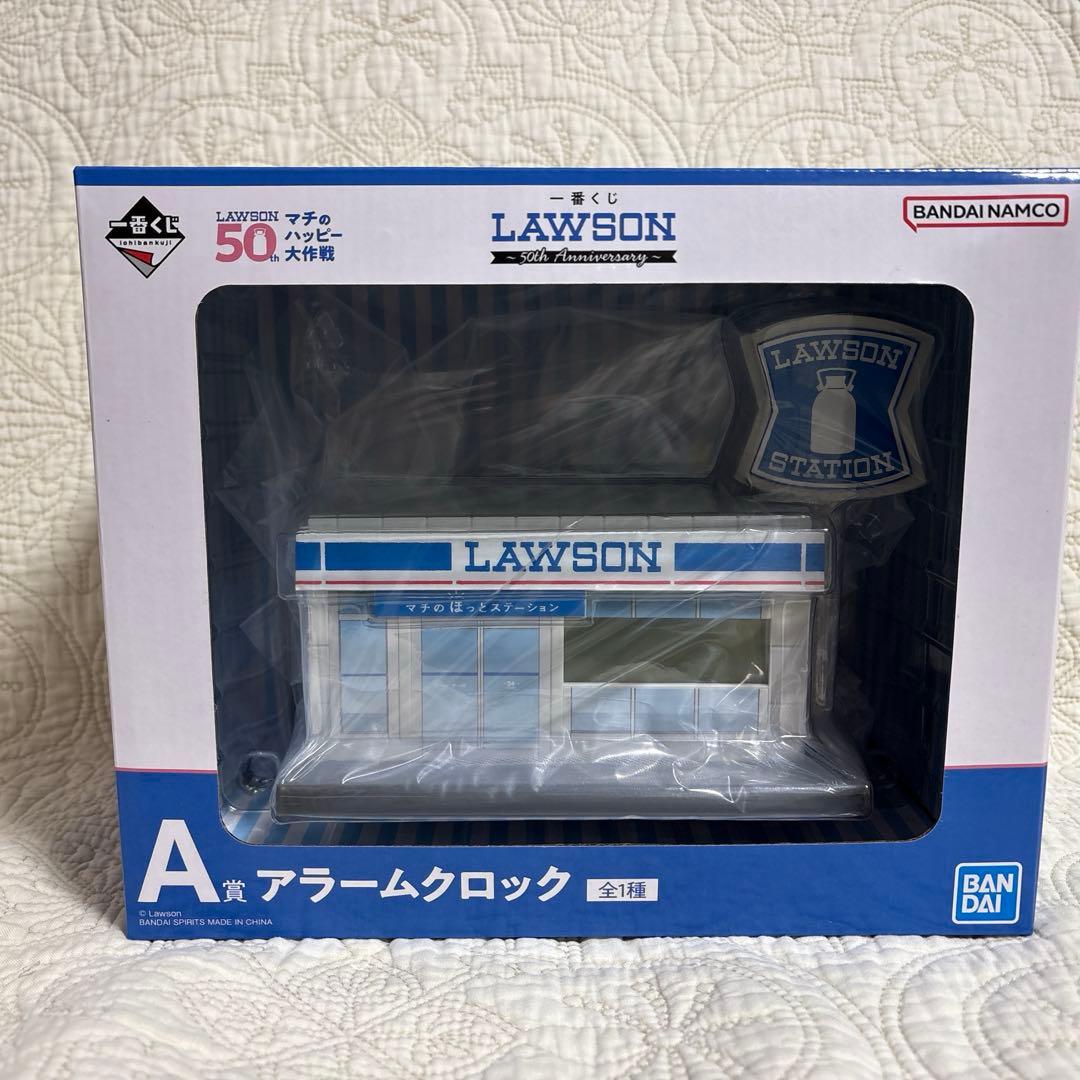 一番くじ
ichibankuji
LAWSON
50th
マチの
ハッピー
大作戦
一番くじ
LAWSON
~50th Anniversary~
BANDAI NAMCO
LAWSON
STATION
LAWSON
マチの ほっとステーション
A賞 アラームクロック 全1種
© Lawson
BANDAI SPIRITS MADE IN CHINA
BAN
DAI